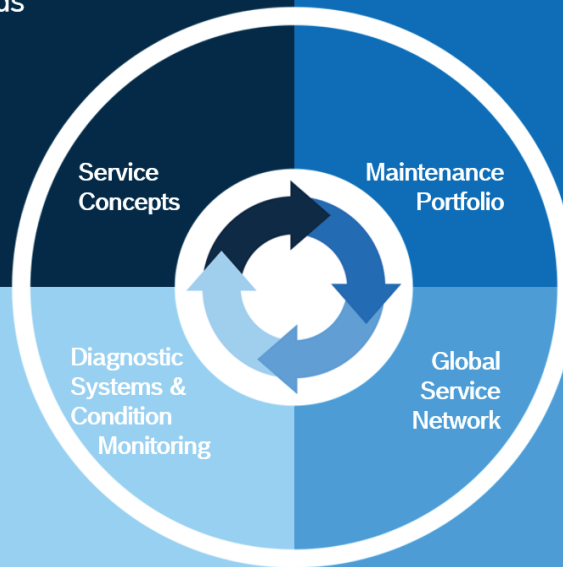 Service
Concepts
Maintenance
Portfolio
Diagnostic
Systems &
Condition
Monitoring
Global
Service
Network